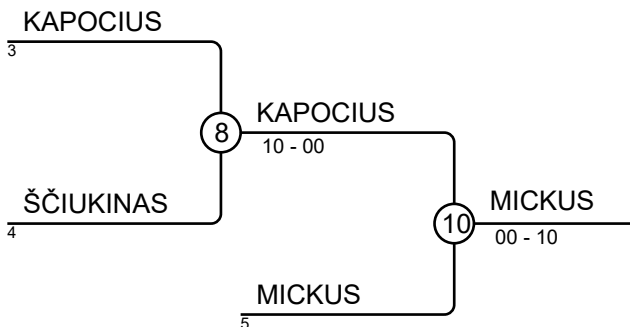 KAPOCIUS
3
8
KAPOCIUS
10 - 00
ŠČIUKINAS
4
10
MICKUS
00 - 10
MICKUS
5